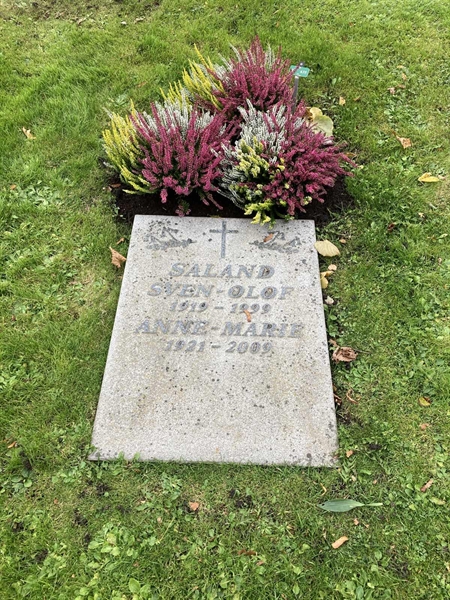 SALAND
SVEN-OLOF
1919 - 1999
ANNE-MARIE
1921 - 2009